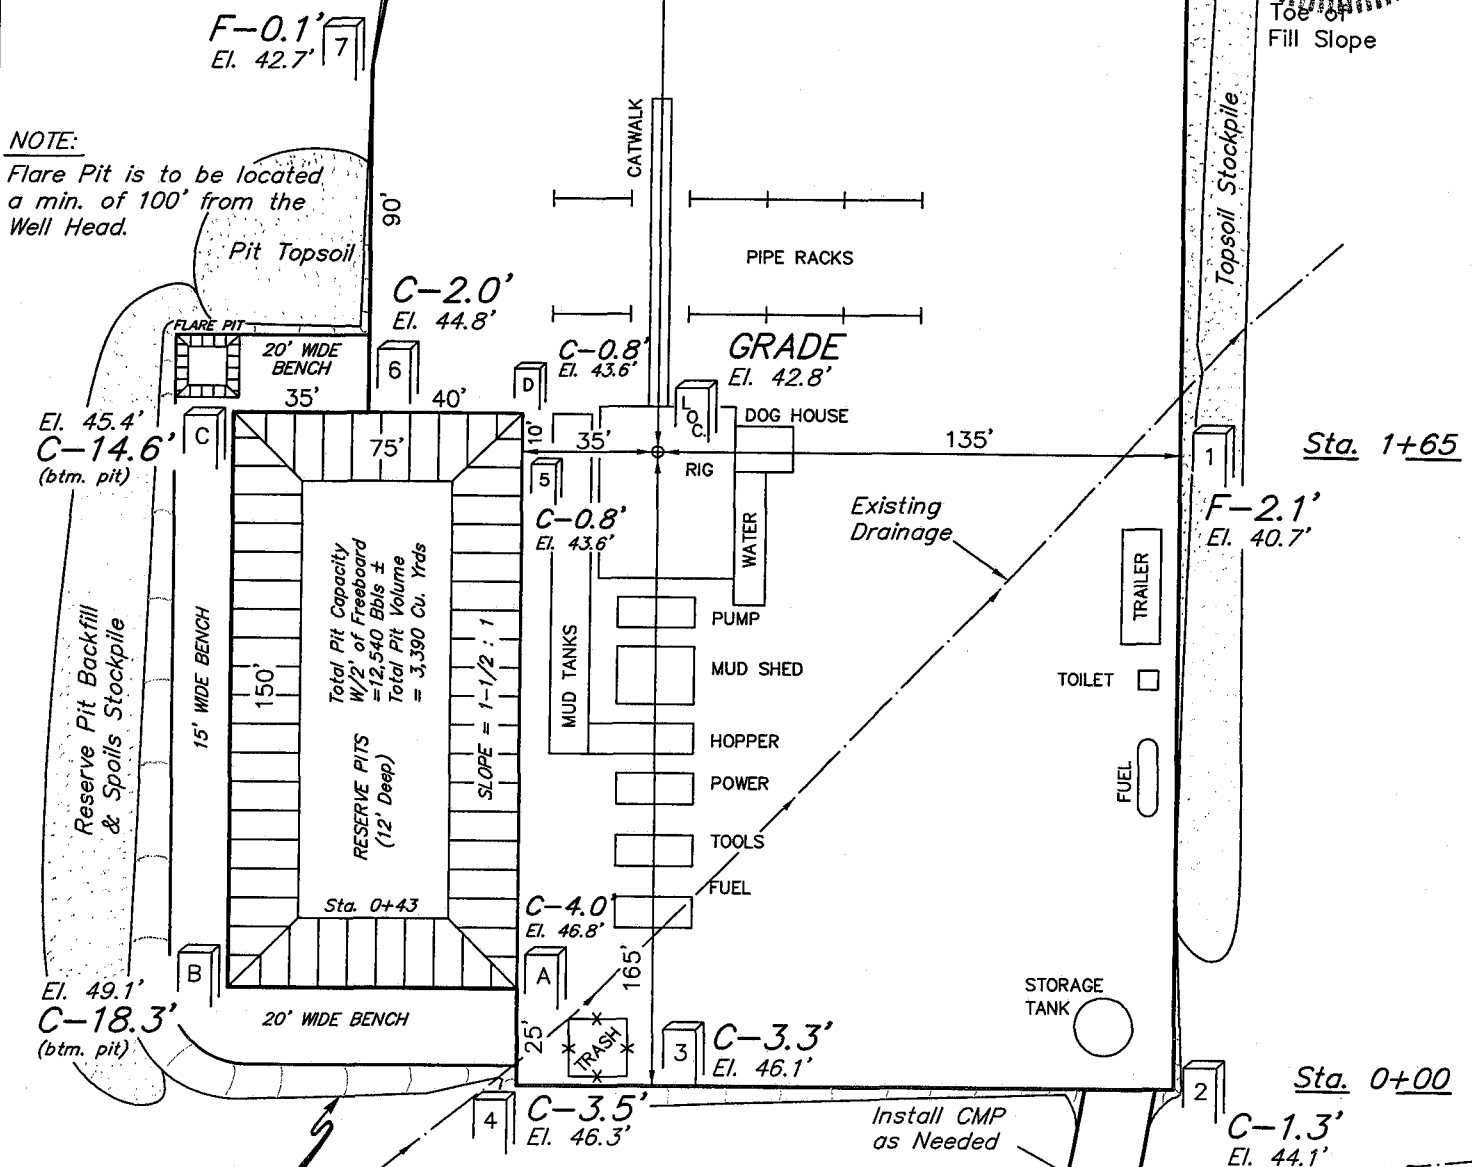 F-0.1'
El. 42.7'
7
Toe of
Fill Slope
NOTE:
Flare Pit is to be located
a min. of 100' from the
Well Head.
Pit Topsoil
90'
CATWALK
PIPE RACKS
Topsoil Stockpile
C-2.0'
El. 44.8'
6
FLARE PIT
20' WIDE
BENCH
35'
40'
D
C-0.8'
El. 43.6'
GRADE
El. 42.8'
LOC.
DOG HOUSE
El. 45.4'
C-14.6'
(btm. pit)
C
75'
10'
35'
RIG
135'
1
Sta. 1+65
F-2.1'
El. 40.7'
5
C-0.8'
El. 43.6'
WATER
Existing
Drainage
TRAILER
Reserve Pit Backfill
& Spoils Stockpile
15' WIDE BENCH
150'
Total Pit Capacity
W/2' of Freeboard
=12,540 Bbls ±
Total Pit Volume
= 3,390 Cu. Yrds
RESERVE PITS
(12' Deep)
SLOPE = 1-1/2 : 1
MUD TANKS
PUMP
MUD SHED
TOILET
HOPPER
POWER
FUEL
TOOLS
FUEL
Sta. 0+43
C-4.0'
El. 46.8'
A
B
El. 49.1'
C-18.3'
(btm. pit)
20' WIDE BENCH
25'
165'
TRASH
3
C-3.3'
El. 46.1'
STORAGE
TANK
4
C-3.5'
El. 46.3'
Install CMP
as Needed
2
Sta. 0+00
C-1.3'
El. 44.1'